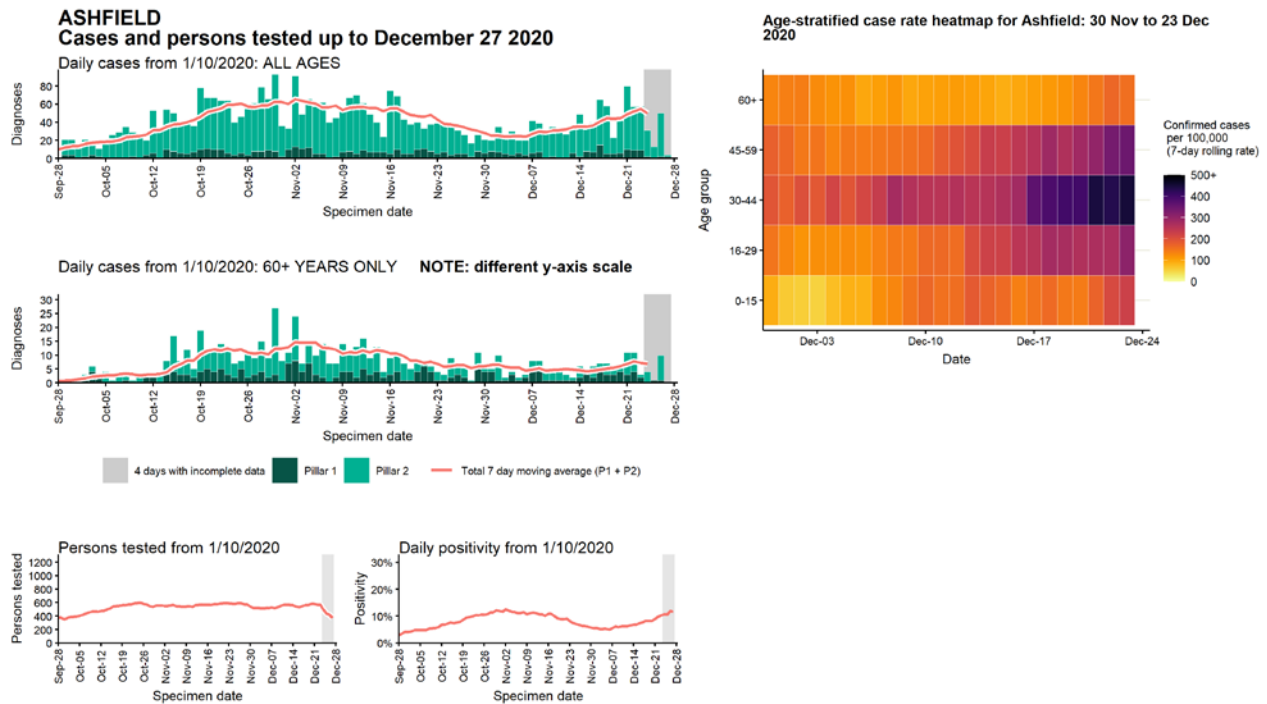 ASHFIELD
Cases and persons tested up to December 27 2020
Daily cases from 1/10/2020: ALL AGES
Diagnoses
80
60
40
20
0
Sep-28
Oct-05
Oct-12
Oct-19
Oct-26
Nov-02
Nov-09
Nov-16
Nov-23
Nov-30
Dec-07
Dec-14
Dec-21
Dec-28
Specimen date
Daily cases from 1/10/2020: 60+ YEARS ONLY NOTE: different y-axis scale
Diagnoses
30
25
20
15
10
5
0
Sep-28
Oct-05
Oct-12
Oct-19
Oct-26
Nov-02
Nov-09
Nov-16
Nov-23
Nov-30
Dec-07
Dec-14
Dec-21
Dec-28
Specimen date
4 days with incomplete data Pillar 1 Pillar 2 Total 7 day moving average (P1 + P2)
Persons tested from 1/10/2020
Persons tested
1200
1000
800
600
400
200
0
Sep-28
Oct-05
Oct-12
Oct-19
Oct-26
Nov-02
Nov-09
Nov-16
Nov-23
Nov-30
Dec-07
Dec-14
Dec-21
Dec-28
Specimen date
Daily positivity from 1/10/2020
Positivity
30%
20%
10%
0%
Sep-28
Oct-05
Oct-12
Oct-19
Oct-26
Nov-02
Nov-09
Nov-16
Nov-23
Nov-30
Dec-07
Dec-14
Dec-21
Dec-28
Specimen date
Age-stratified case rate heatmap for Ashfield: 30 Nov to 23 Dec
2020
Age group
60+
45-59
30-44
16-29
0-15
Dec-03
Dec-10
Dec-17
Dec-24
Date
Confirmed cases
per 100,000
(7-day rolling rate)
500+
400
300
200
100
0